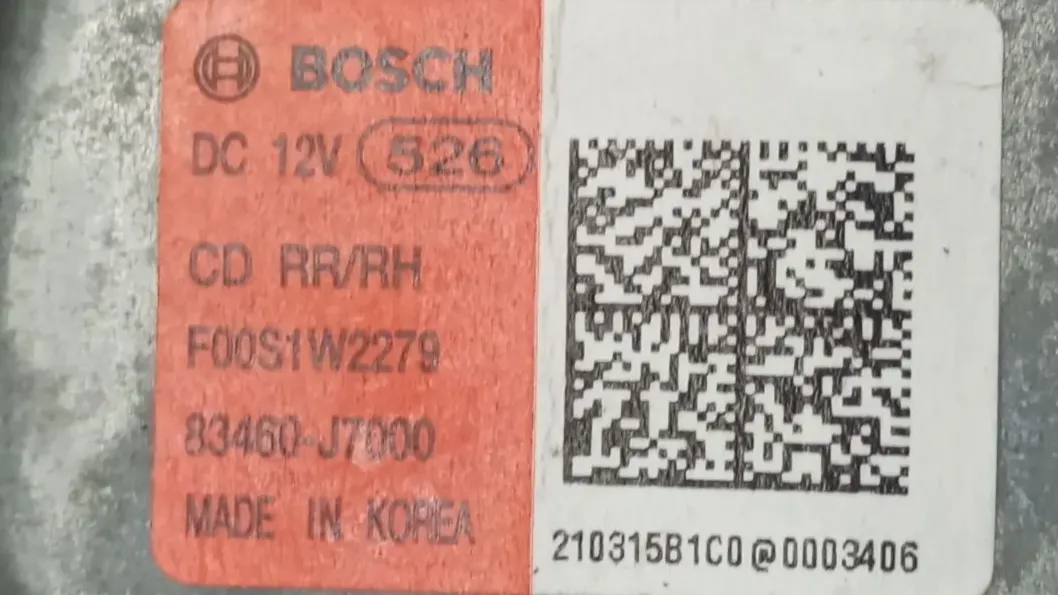 BOSCH
DC 12V 526
CD RR/RH
F00S1W2279
83460-J7000
MADE IN KOREA
210315B1C0@0003406